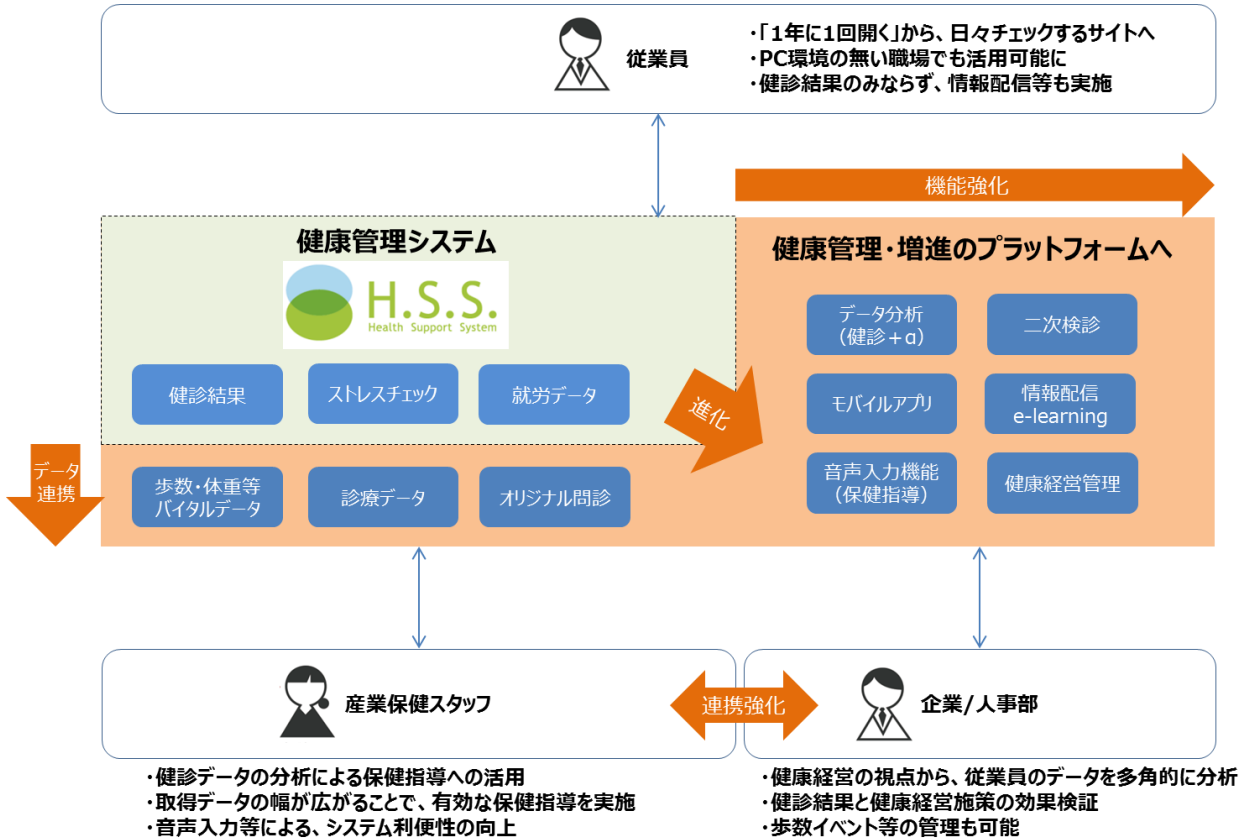 従業員
・「1年に1回開く」から、日々チェックするサイトへ
・PC環境の無い職場でも活用可能に
・健診結果のみならず、情報配信等も実施
機能強化
健康管理システム
H.S.S.
Health Support System
健診結果
ストレスチェック
就労データ
進化
データ
連携
歩数・体重等
バイタルデータ
診療データ
オリジナル問診
健康管理・増進のプラットフォームへ
データ分析
(健診+α)
二次検診
モバイルアプリ
情報配信
e-learning
音声入力機能
(保健指導)
健康経営管理
産業保健スタッフ
連携強化
企業/人事部
・健診データの分析による保健指導への活用
・取得データの幅が広がることで、有効な保健指導を実施
・音声入力等による、システム利便性の向上
・健康経営の視点から、従業員のデータを多角的に分析
・健診結果と健康経営施策の効果検証
・歩数イベント等の管理も可能